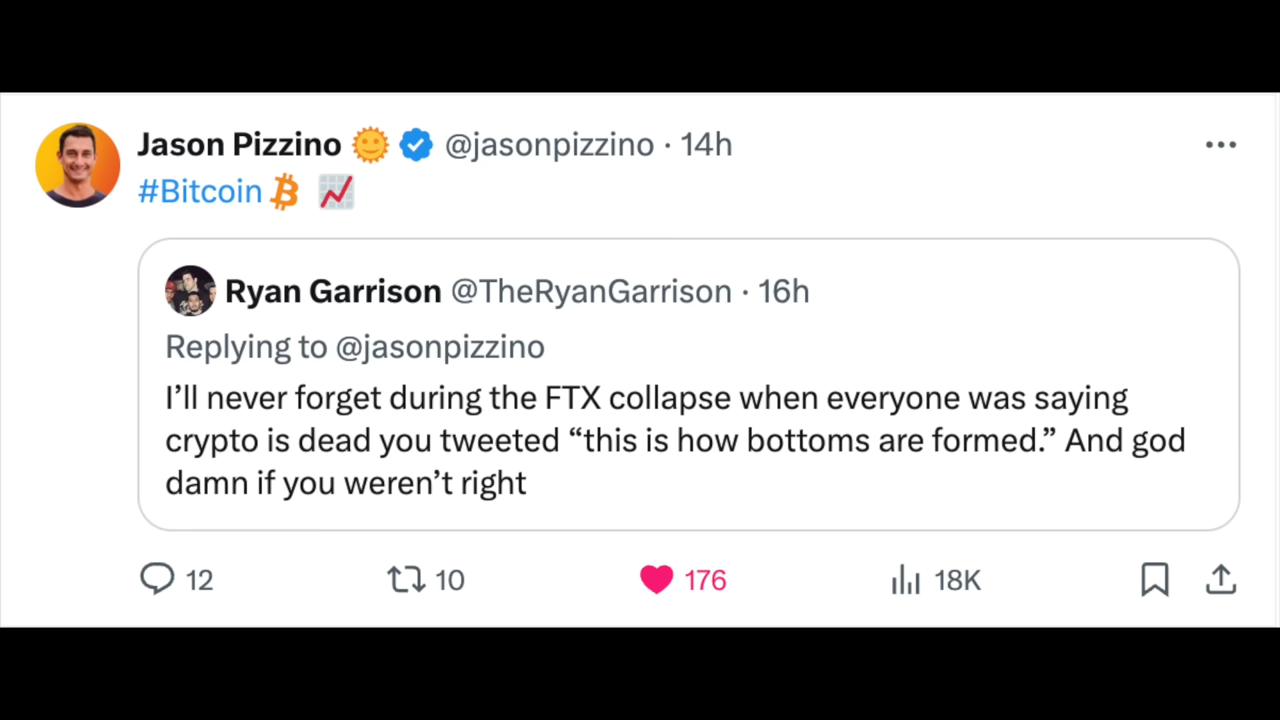 Jason Pizzino 🌞 @jasonpizzino · 14h
#Bitcoin ₿ 📈
Ryan Garrison @TheRyanGarrison · 16h
Replying to @jasonpizzino
I’ll never forget during the FTX collapse when everyone was saying
crypto is dead you tweeted “this is how bottoms are formed.” And god
damn if you weren’t right
12 10 176 18K